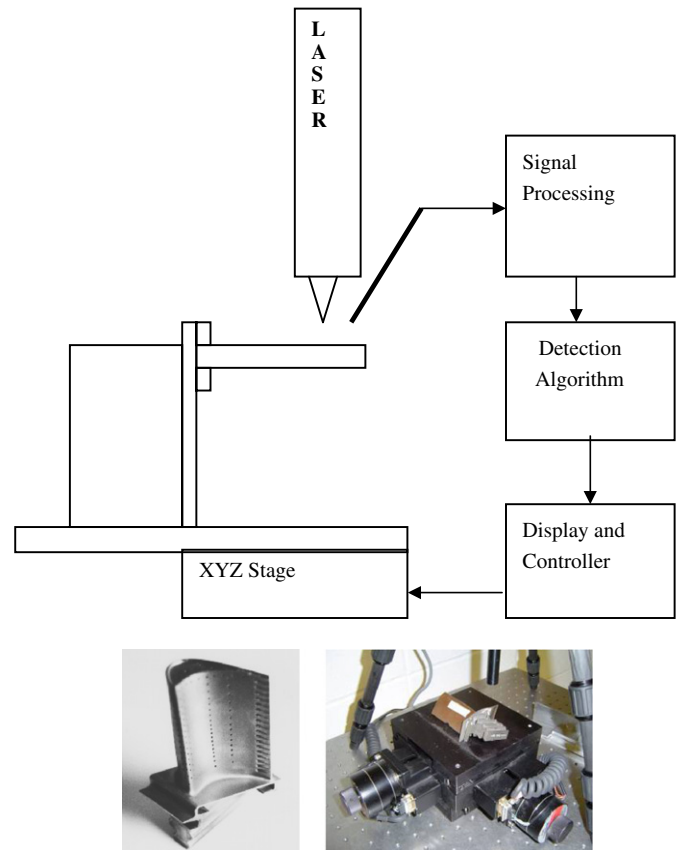 L
A
S
E
R
Signal
Processing
Detection
Algorithm
Display and
Controller
XYZ Stage